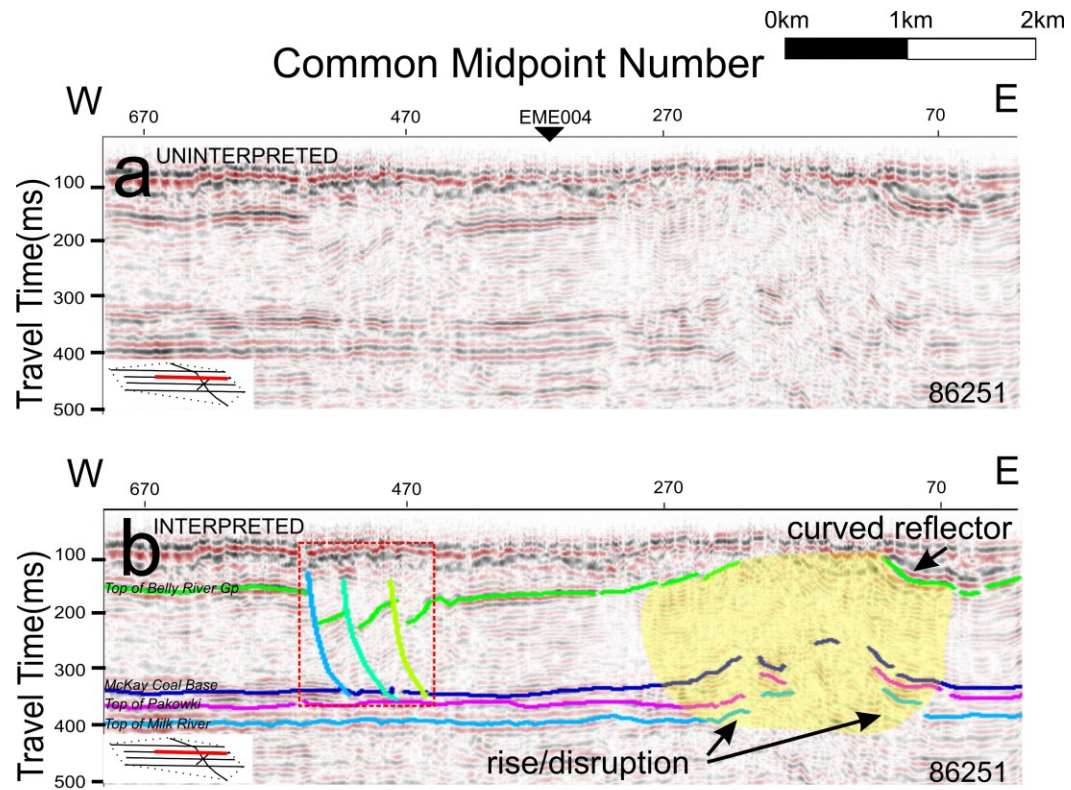 0km 1km 2km
Common Midpoint Number
W E
670 470 EME004 270 70
a UNINTERPRETED
Travel Time(ms)
100
200
300
400
500
86251
W E
670 470 270 70
b INTERPRETED
curved reflector
Travel Time(ms)
100
Top of Belly River Gp
200
300
McKay Coal Base
Top of Pakowki
Top of Milk River
400
rise/disruption
500
86251